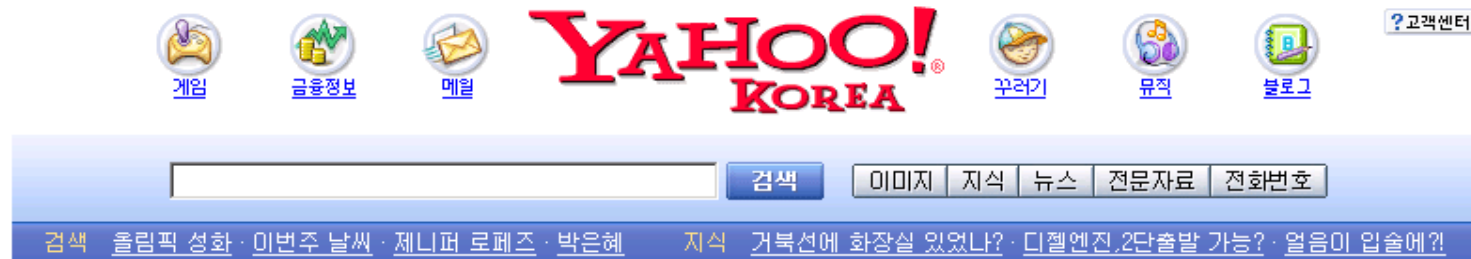 YAHOO!® ?고객센터
KOREA
게임 금융정보 메일 꾸러기 뮤직 블로그
검색 이미지 지식 뉴스 전문자료 전화번호
검색 올림픽 성화 · 이번주 날씨 · 제니퍼 로페즈 · 박은혜 지식 거북선에 화장실 있었나? · 디젤엔진,2단출발 가능? · 얼음이 입술에?!